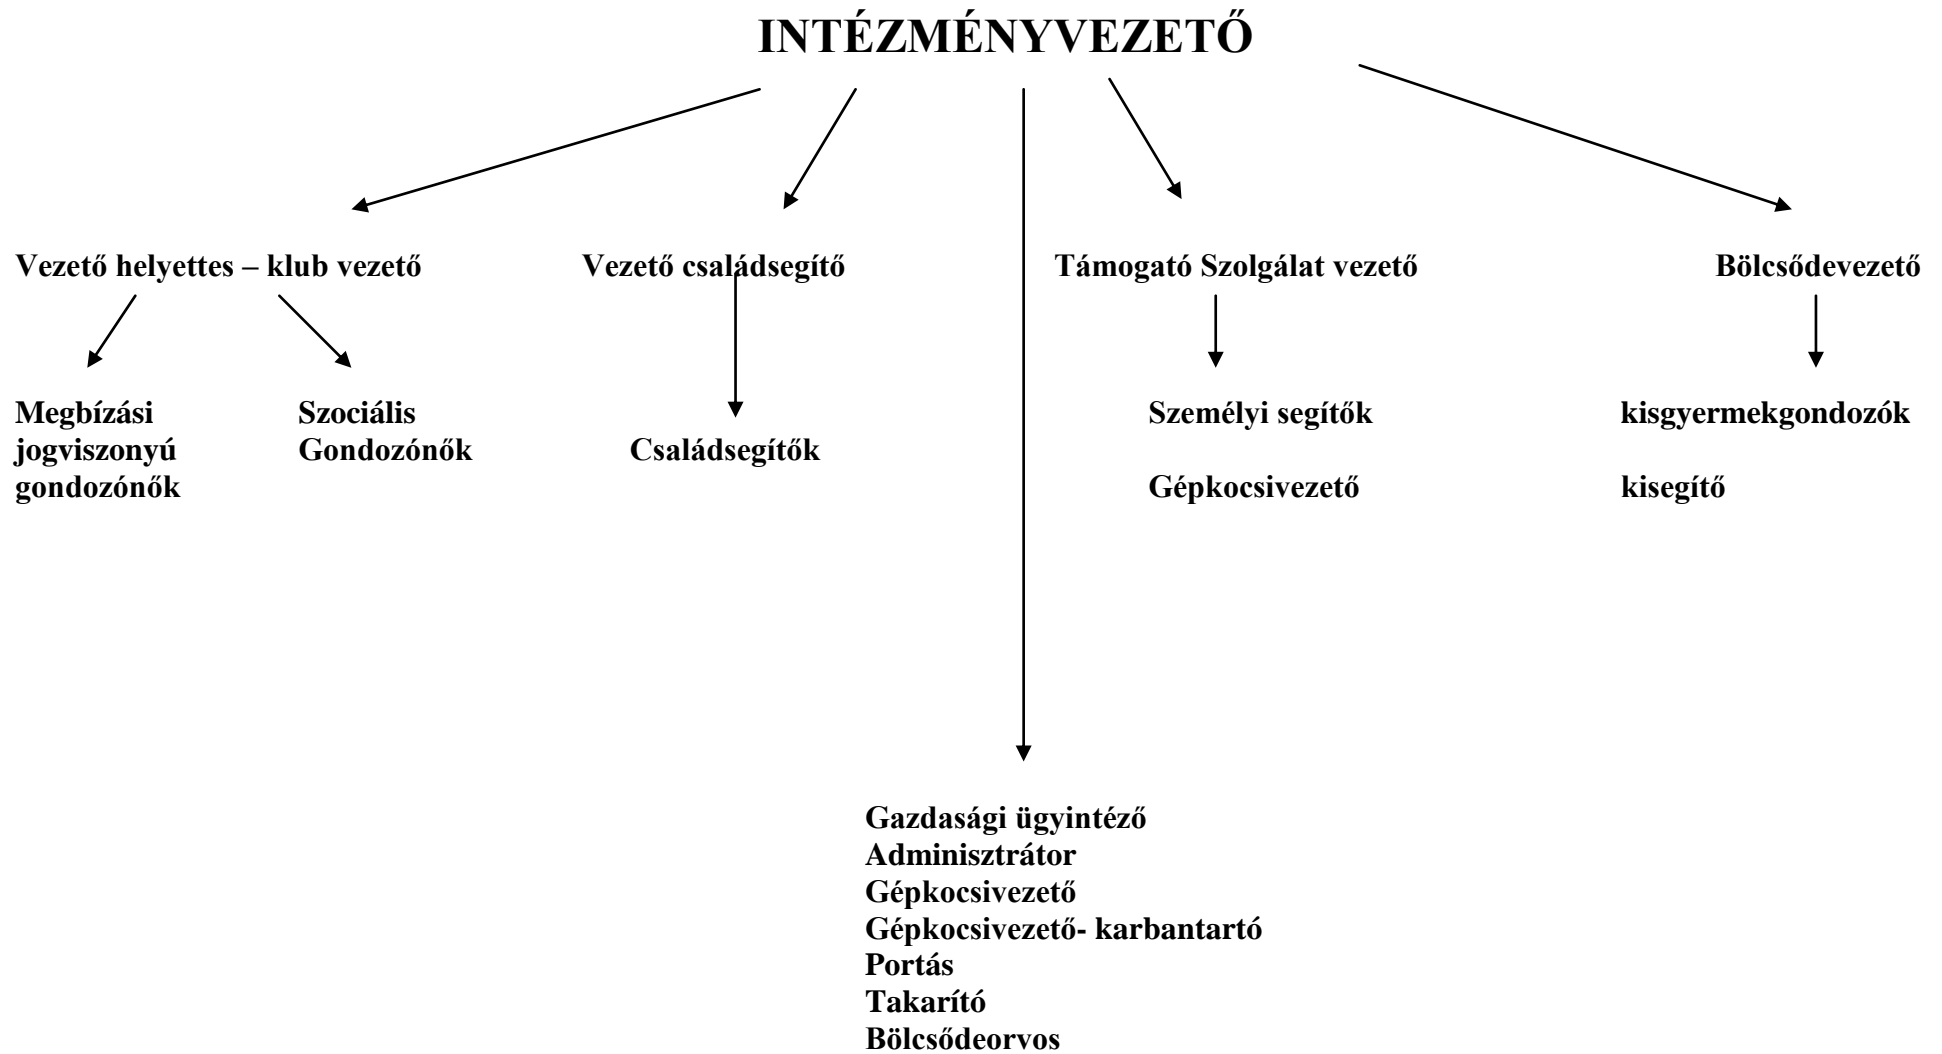 INTÉZMÉNYVEZETŐ
Vezető helyettes – klub vezető
Vezető családsegítő
Támogató Szolgálat vezető
Bölcsődevezető
Megbízási
jogviszonyú
gondozónők
Szociális
Gondozónők
Családsegítők
Személyi segítők
Gépkocsivezető
kisgyermekgondozók
kisegítő
Gazdasági ügyintéző
Adminisztrátor
Gépkocsivezető
Gépkocsivezető- karbantartó
Portás
Takarító
Bölcsődeorvos